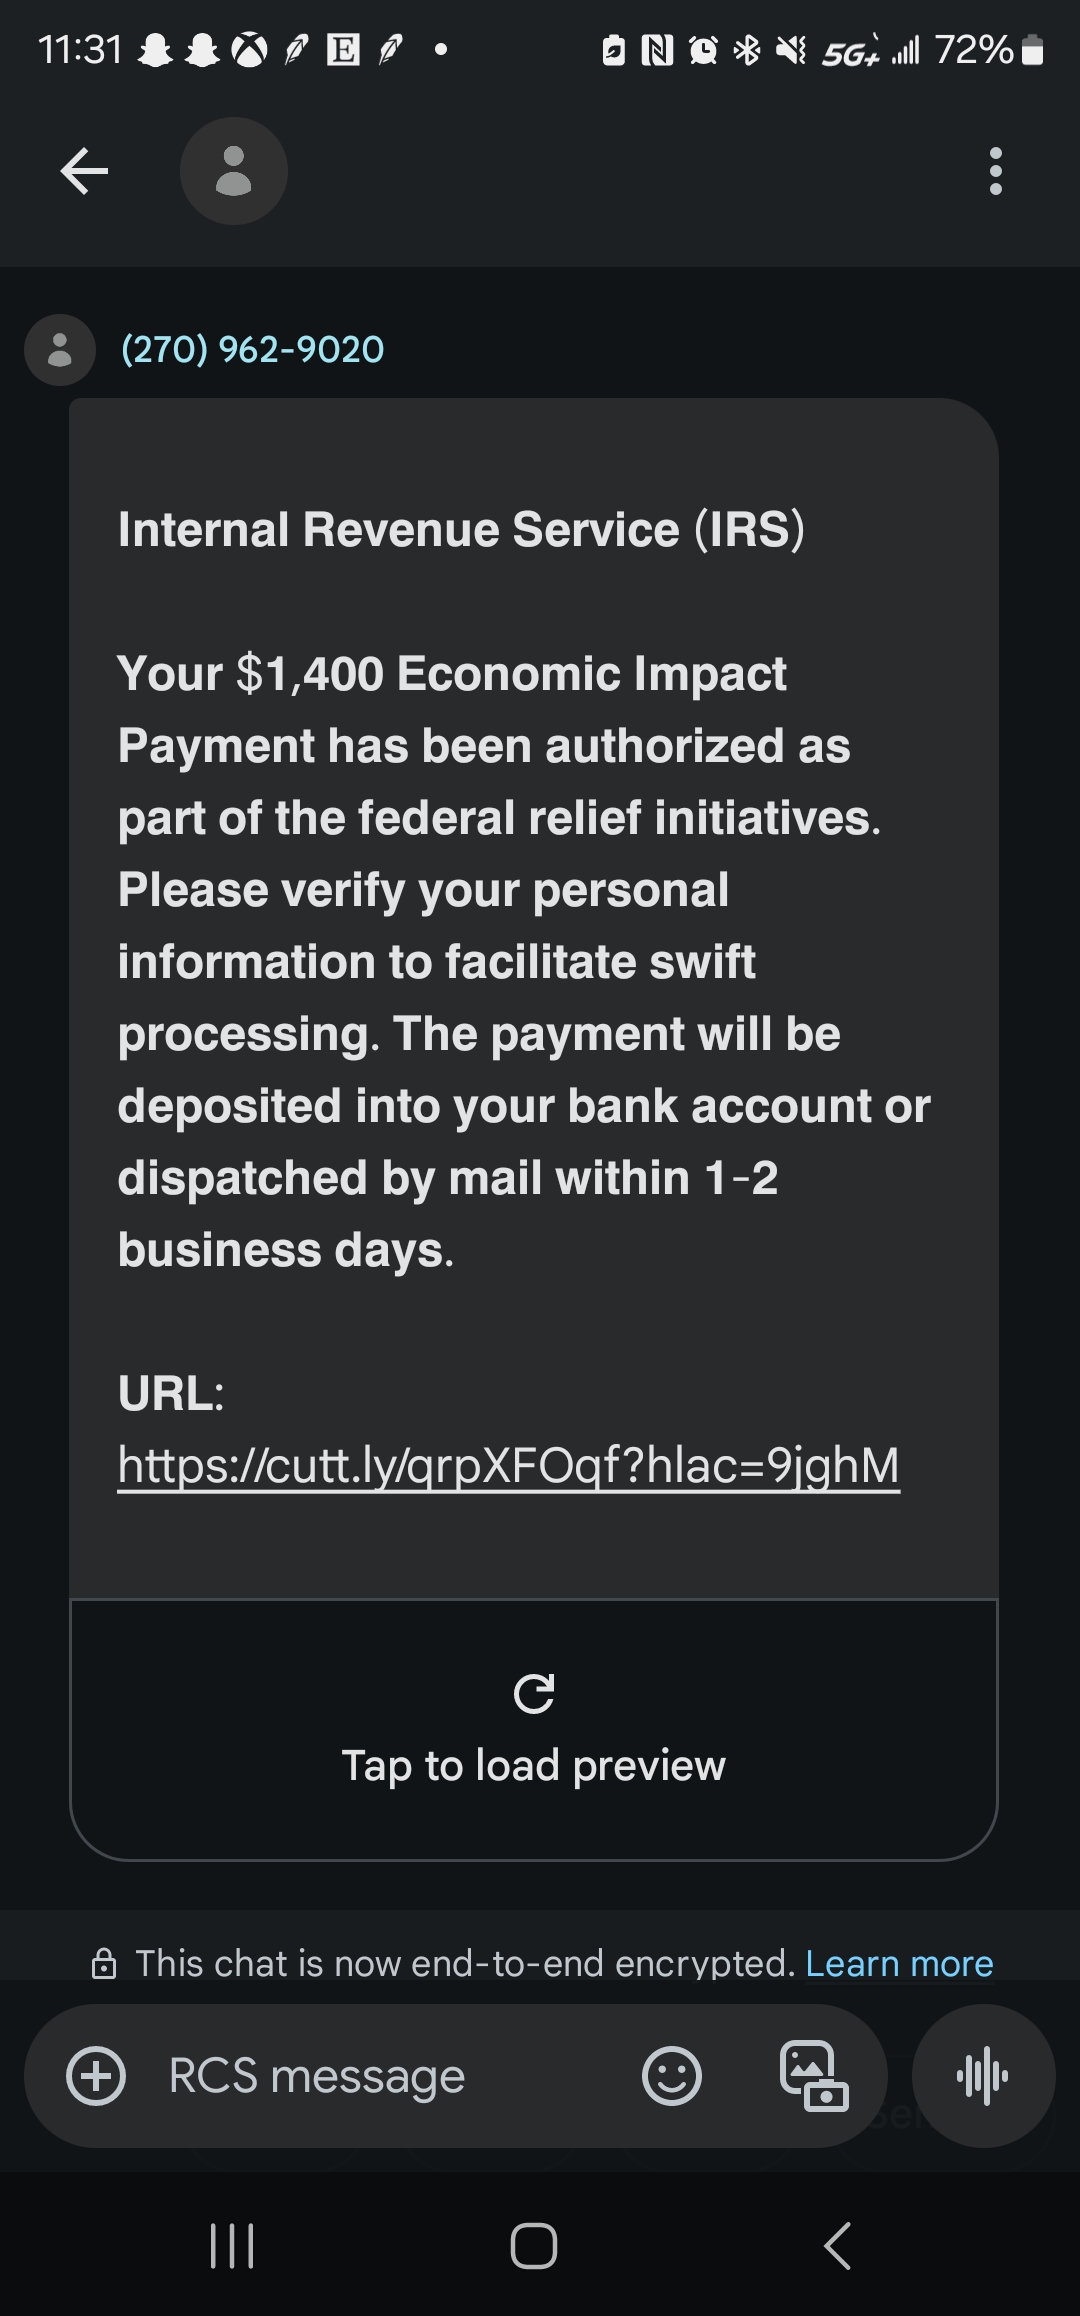 11:31 E 5G+ 72%
(270) 962-9020
Internal Revenue Service (IRS)
Your $1,400 Economic Impact
Payment has been authorized as
part of the federal relief initiatives.
Please verify your personal
information to facilitate swift
processing. The payment will be
deposited into your bank account or
dispatched by mail within 1-2
business days.
URL:
https://cutt.ly/qrpXFOqf?hlac=9jghM
Tap to load preview
This chat is now end-to-end encrypted. Learn more
RCS message